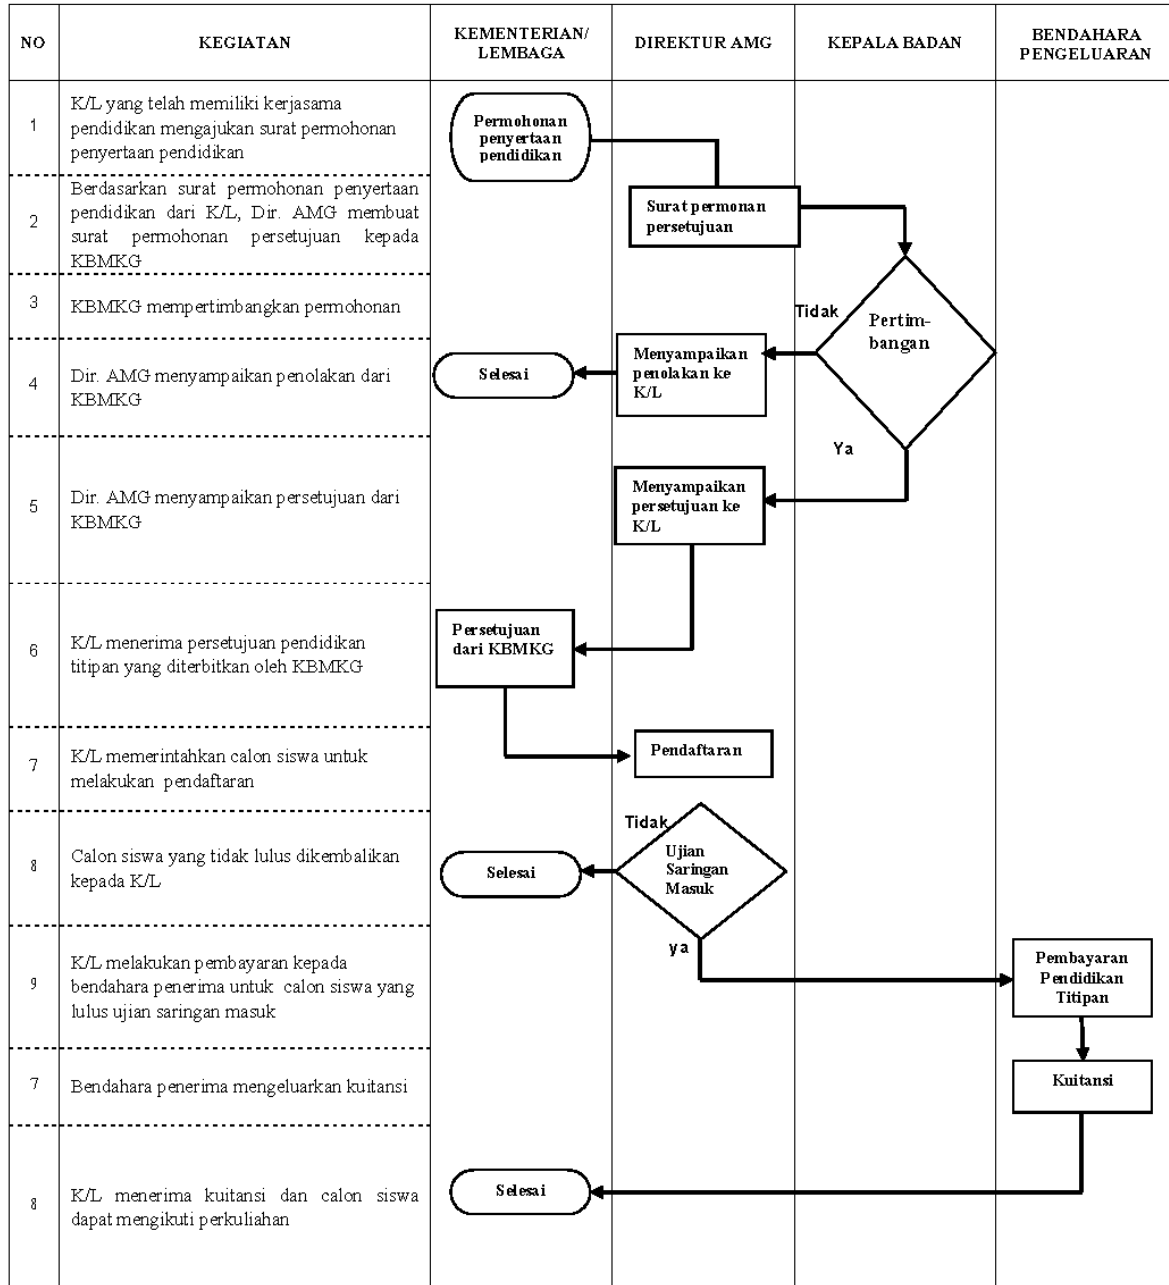 NO
KEGIATAN
KEMENTERIAN/
LEMBAGA
DIREKTUR AMG
KEPALA BADAN
BENDAHARA
PENGELUARAN
1
K/L yang telah memiliki kerjasama
pendidikan mengajukan surat permohonan
penyertaan pendidikan
Permohonan
penyertaan
pendidikan
2
Berdasarkan surat permohonan penyertaan
pendidikan dari K/L, Dir. AMG membuat
surat permohonan persetujuan kepada
KBMKG
Surat permonan
persetujuan
3
KBMKG mempertimbangkan permohonan
Tidak
Pertim-
bangan
4
Dir. AMG menyampaikan penolakan dari
KBMKG
Selesai
Menyampaikan
penolakan ke
K/L
Ya
5
Dir. AMG menyampaikan persetujuan dari
KBMKG
Menyampaikan
persetujuan ke
K/L
6
K/L menerima persetujuan pendidikan
titipan yang diterbitkan oleh KBMKG
Persetujuan
dari KBMKG
7
K/L memerintahkan calon siswa untuk
melakukan pendaftaran
Pendaftaran
8
Calon siswa yang tidak lulus dikembalikan
kepada K/L
Selesai
Tidak
Ujian
Saringan
Masuk
ya
9
K/L melakukan pembayaran kepada
bendahara penerima untuk calon siswa yang
lulus ujian saringan masuk
Pembayaran
Pendidikan
Titipan
7
Bendahara penerima mengeluarkan kuitansi
Kuitansi
8
K/L menerima kuitansi dan calon siswa
dapat mengikuti perkuliahan
Selesai